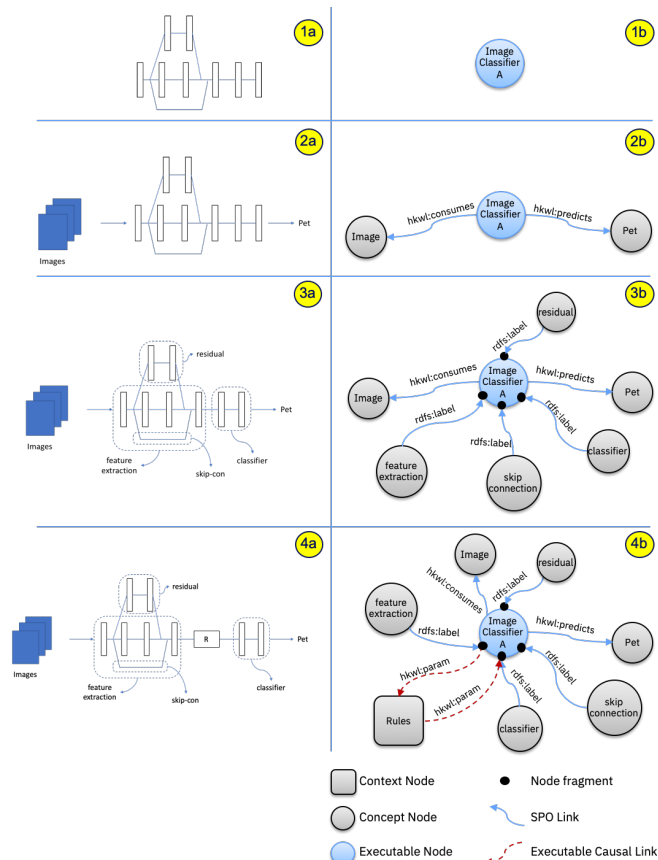 1a
1b
Image
Classifier
A
2a
2b
Images
Pet
Image
hkwl:consumes
Image
Classifier
A
hkwl:predicts
Pet
3a
3b
residual
Images
Pet
feature
extraction
skip-con
classifier
residual
rdfs:label
hkwl:consumes
Image
Classifier
A
hkwl:predicts
Image
Pet
rdfs:label
rdfs:label
rdfs:label
feature
extraction
skip
connection
classifier
4a
4b
residual
Images
R
Pet
feature
extraction
skip-con
classifier
Image
residual
hkwl:consumes
rdfs:label
feature
extraction
rdfs:label
Image
Classifier
A
hkwl:predicts
Pet
hkwl:param
hkwl:param
rdfs:label
rdfs:label
Rules
classifier
skip
connection
Context Node
Node fragment
Concept Node
SPO Link
Executable Node
Executable Causal Link